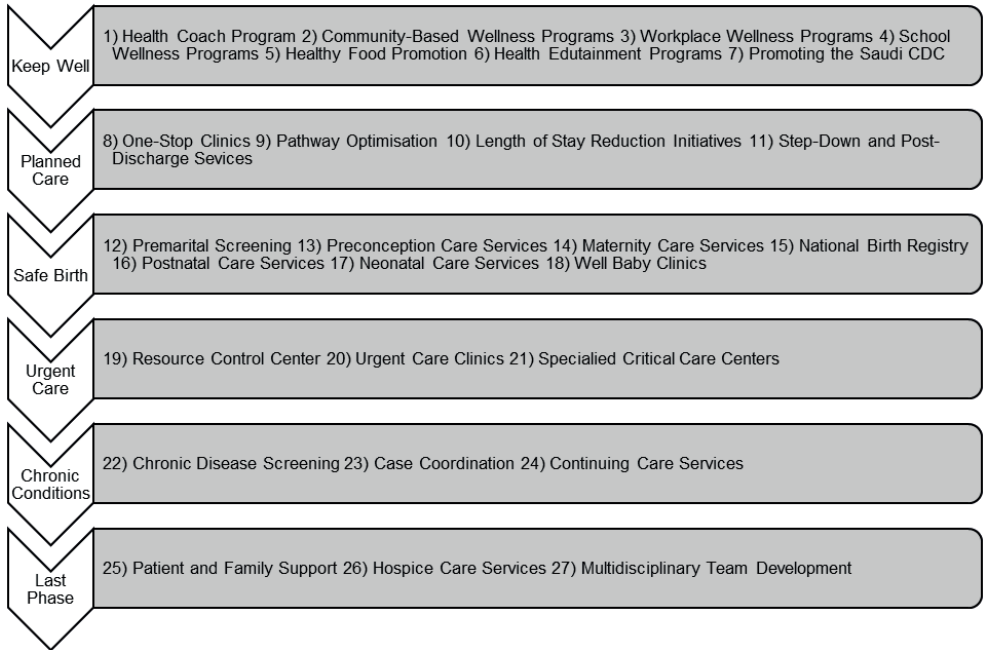 Keep Well
1) Health Coach Program 2) Community-Based Wellness Programs 3) Workplace Wellness Programs 4) School
Wellness Programs 5) Healthy Food Promotion 6) Health Edutainment Programs 7) Promoting the Saudi CDC
Planned
Care
8) One-Stop Clinics 9) Pathway Optimisation 10) Length of Stay Reduction Initiatives 11) Step-Down and Post-
Discharge Sevices
Safe Birth
12) Premarital Screening 13) Preconception Care Services 14) Maternity Care Services 15) National Birth Registry
16) Postnatal Care Services 17) Neonatal Care Services 18) Well Baby Clinics
Urgent
Care
19) Resource Control Center 20) Urgent Care Clinics 21) Specialied Critical Care Centers
Chronic
Conditions
22) Chronic Disease Screening 23) Case Coordination 24) Continuing Care Services
Last
Phase
25) Patient and Family Support 26) Hospice Care Services 27) Multidisciplinary Team Development